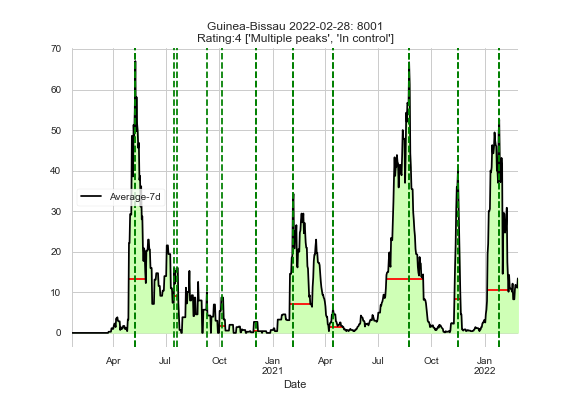 Guinea-Bissau 2022-02-28: 8001
Rating:4 ['Multiple peaks', 'In control']
70
60
50
40
30
20
10
0
Average-7d
Apr
Jul
Oct
Jan
2021
Apr
Jul
Oct
Jan
2022
Date